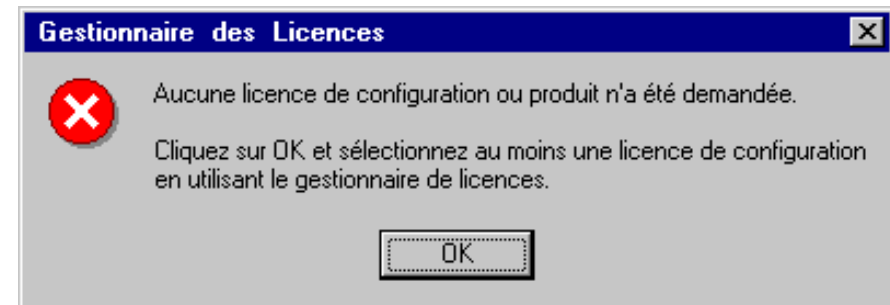 Gestionnaire des Licences
Aucune licence de configuration ou produit n'a été demandée.
Cliquez sur OK et sélectionnez au moins une licence de configuration
en utilisant le gestionnaire de licences.
OK